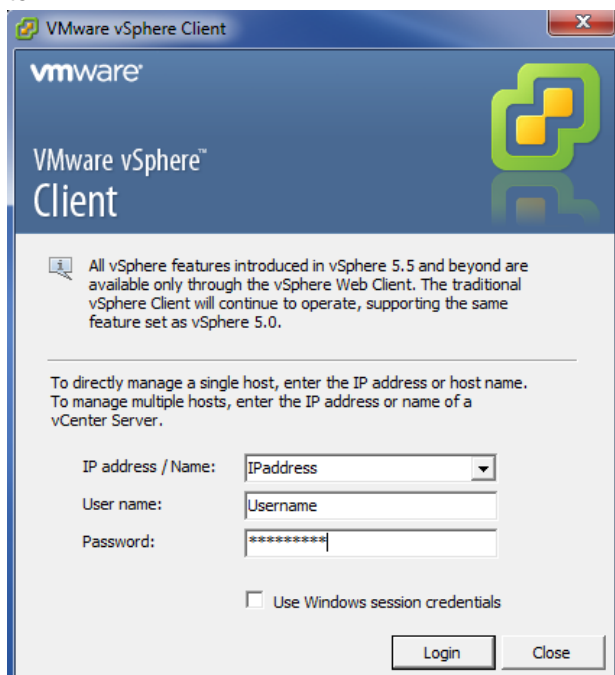 VMware vSphere Client
vmware
VMware vSphere™
Client
All vSphere features introduced in vSphere 5.5 and beyond are
available only through the vSphere Web Client. The traditional
vSphere Client will continue to operate, supporting the same
feature set as vSphere 5.0.
To directly manage a single host, enter the IP address or host name.
To manage multiple hosts, enter the IP address or name of a
vCenter Server.
IP address / Name: IPaddress
User name: Username
Password: *********
Use Windows session credentials
Login Close